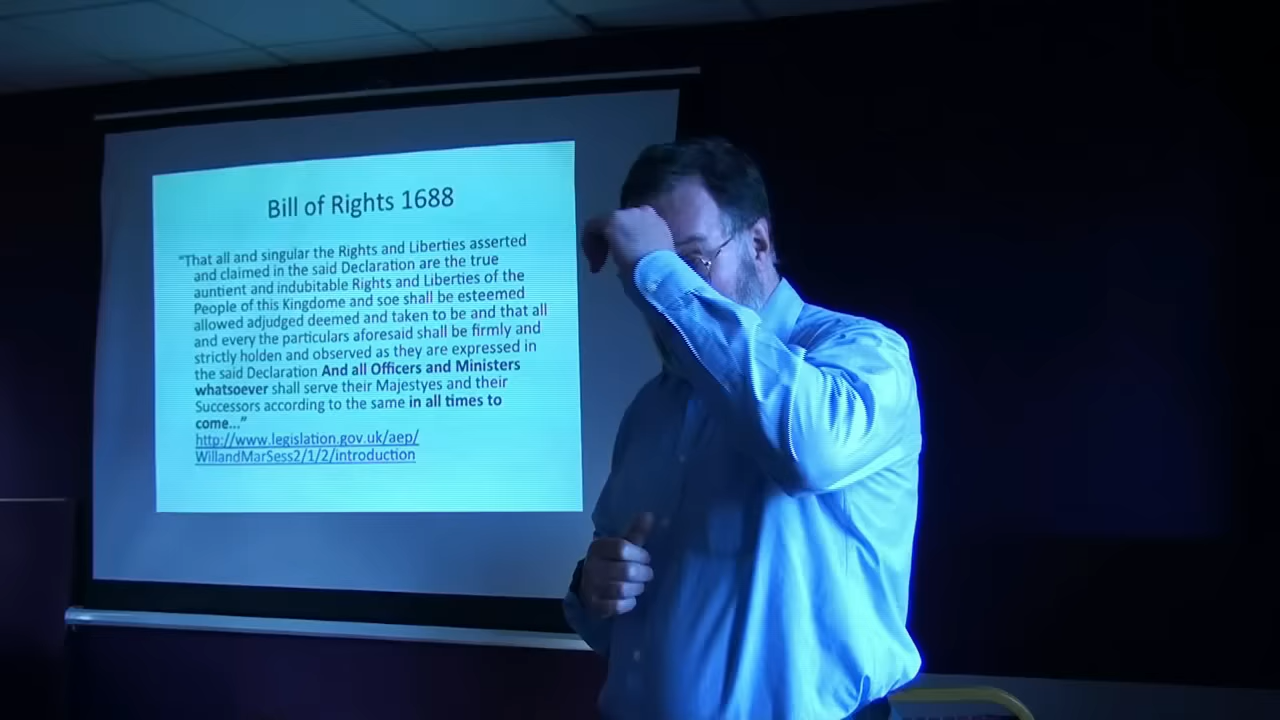 Bill of Rights 1688
“That all and singular the Rights and Liberties asserted
and claimed in the said Declaration are the true
auntient and indubitable Rights and Liberties of the
People of this Kingdome and soe shall be esteemed
allowed adjudged deemed and taken to be and that all
and every the particulars aforesaid shall be firmly and
strictly holden and observed as they are expressed in
the said Declaration And all Officers and Ministers
whatsoever shall serve their Majestyes and their
Successors according to the same in all times to
come...”
http://www.legislation.gov.uk/aep/
WillandMarSess2/1/2/introduction